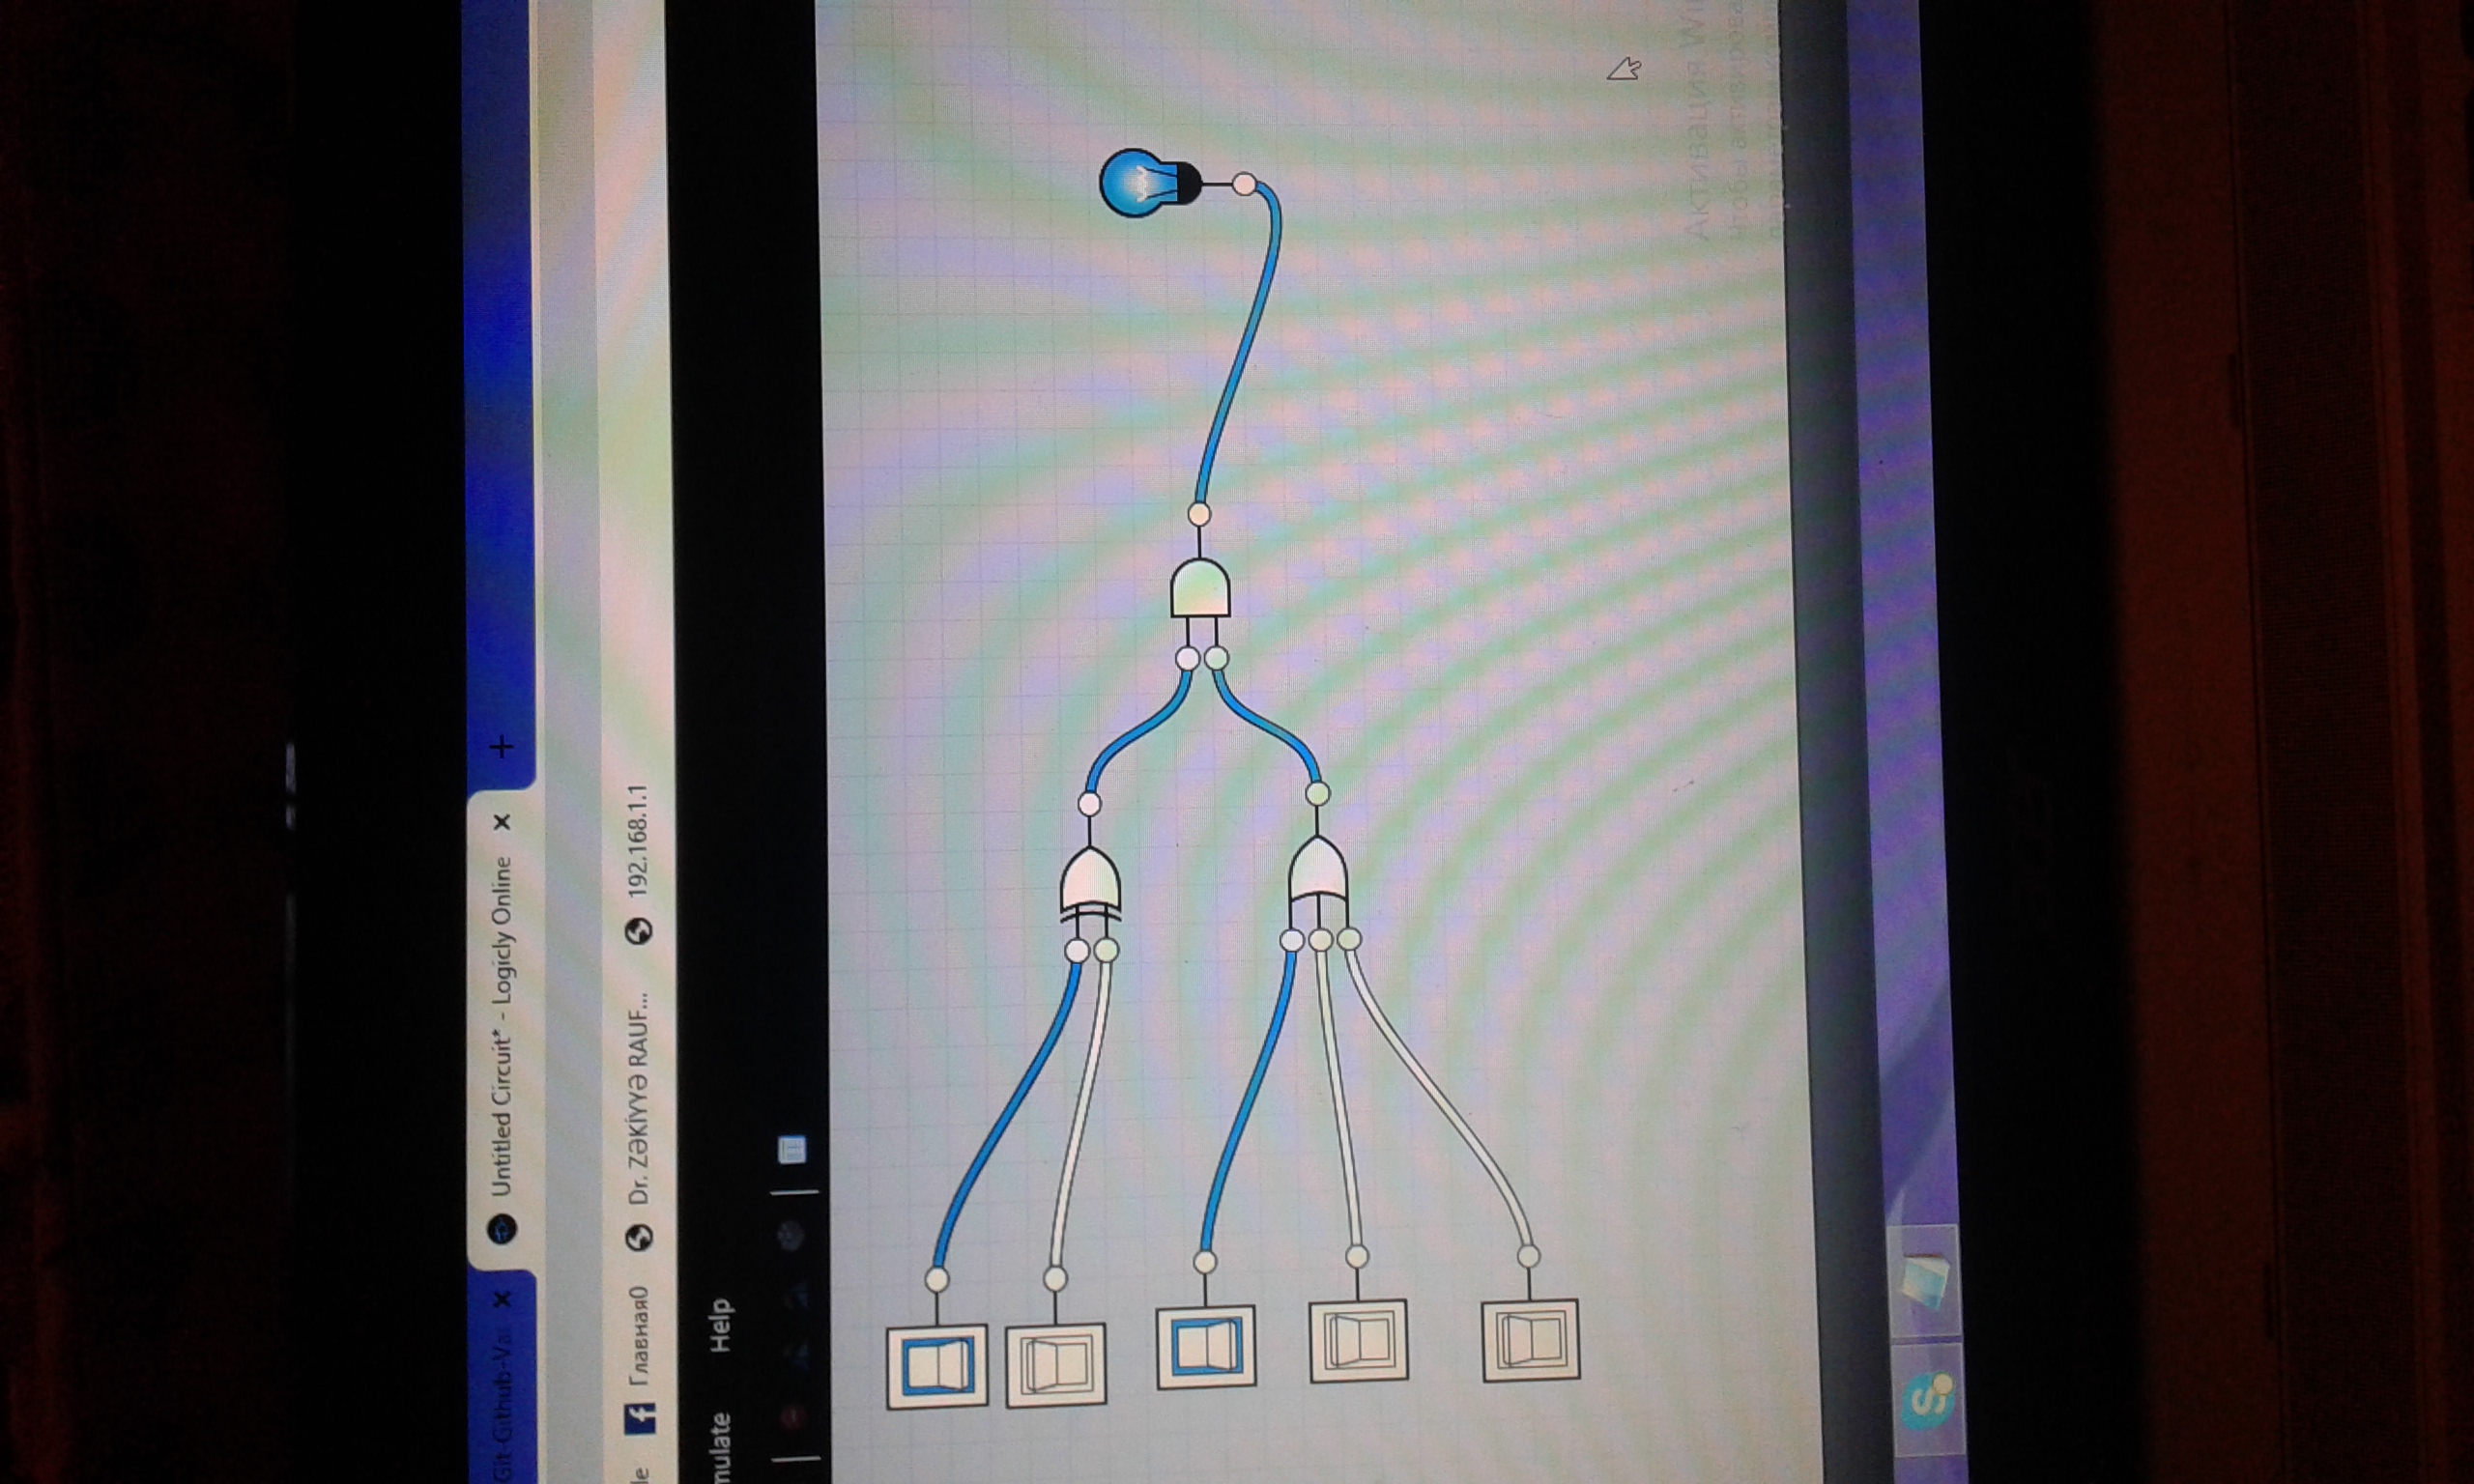 Git-Github-Va
Untitled Circuit* - Logicly Online
le
Главная0
Dr. ZƏKİYYƏ RAUF...
192.168.1.1
mulate
Help
Активация Wi
Чтобы активирова
параметрам комп
S
acer